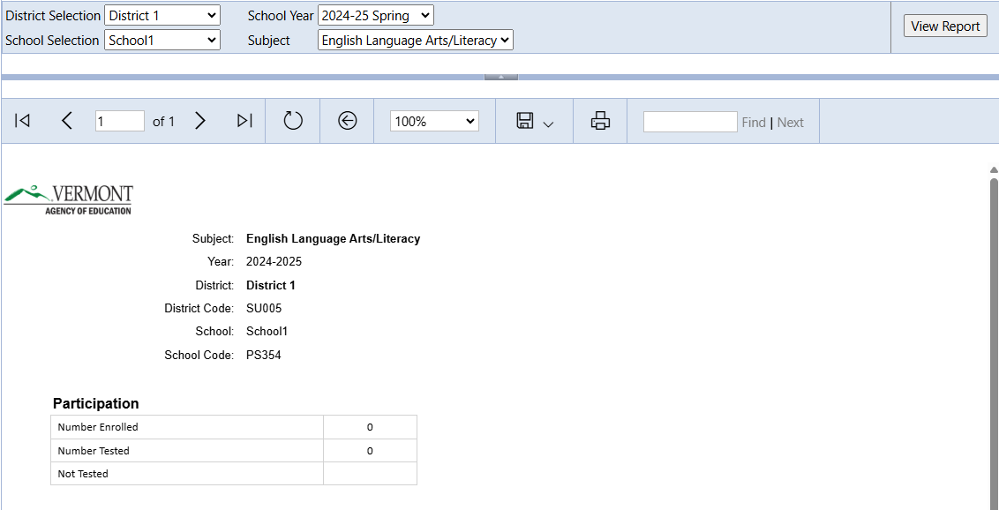 District Selection District 1 School Year 2024-25 Spring
School Selection School1 Subject English Language Arts/Literacy
View Report
1 of 1 100% Find | Next
VERMONT
AGENCY OF EDUCATION
Subject: English Language Arts/Literacy
Year: 2024-2025
District: District 1
District Code: SU005
School: School1
School Code: PS354
Participation
Number Enrolled 0
Number Tested 0
Not Tested